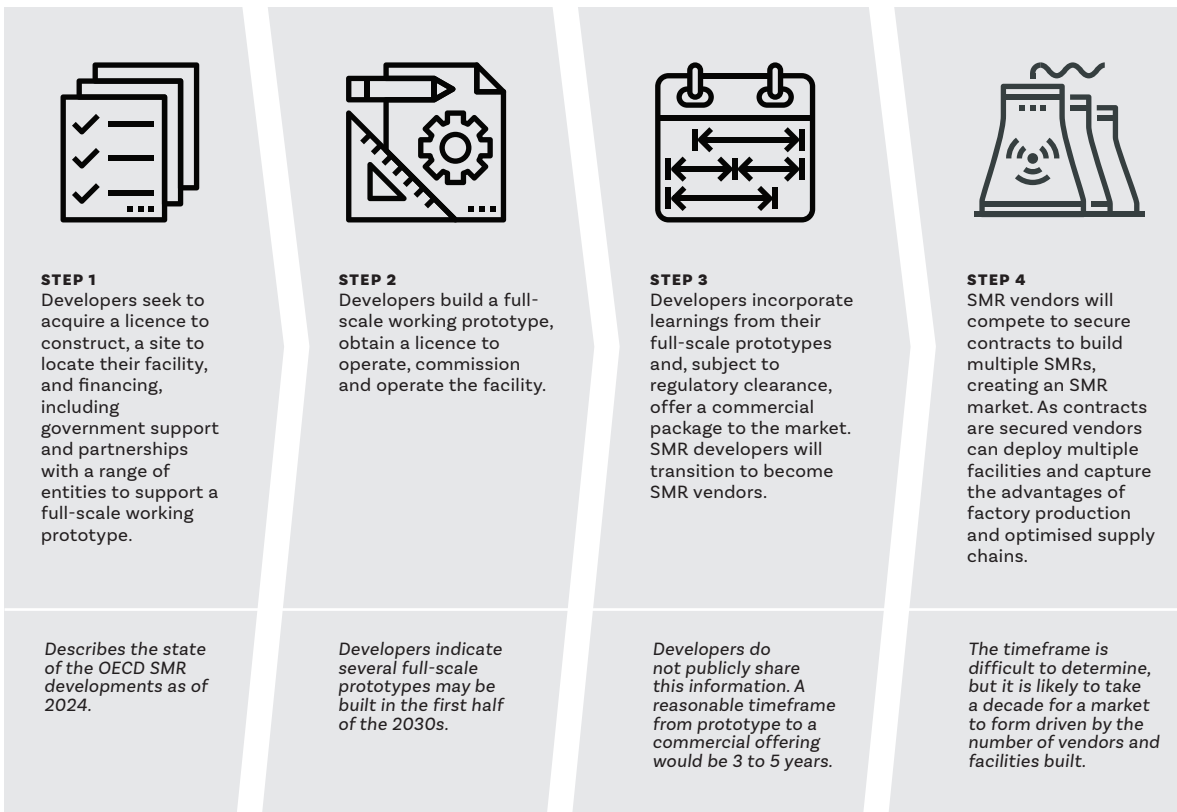 STEP 1
Developers seek to
acquire a licence to
construct, a site to
locate their facility,
and financing,
including
government support
and partnerships
with a range of
entities to support a
full-scale working
prototype.
Describes the state
of the OECD SMR
developments as of
2024.
STEP 2
Developers build a full-
scale working prototype,
obtain a licence to
operate, commission
and operate the facility.
Developers indicate
several full-scale
prototypes may be
built in the first half
of the 2030s.
STEP 3
Developers incorporate
learnings from their
full-scale prototypes
and, subject to
regulatory clearance,
offer a commercial
package to the market.
SMR developers will
transition to become
SMR vendors.
Developers do
not publicly share
this information. A
reasonable timeframe
from prototype to a
commercial offering
would be 3 to 5 years.
STEP 4
SMR vendors will
compete to secure
contracts to build
multiple SMRs,
creating an SMR
market. As contracts
are secured vendors
can deploy multiple
facilities and capture
the advantages of
factory production
and optimised supply
chains.
The timeframe is
difficult to determine,
but it is likely to take
a decade for a market
to form driven by the
number of vendors and
facilities built.